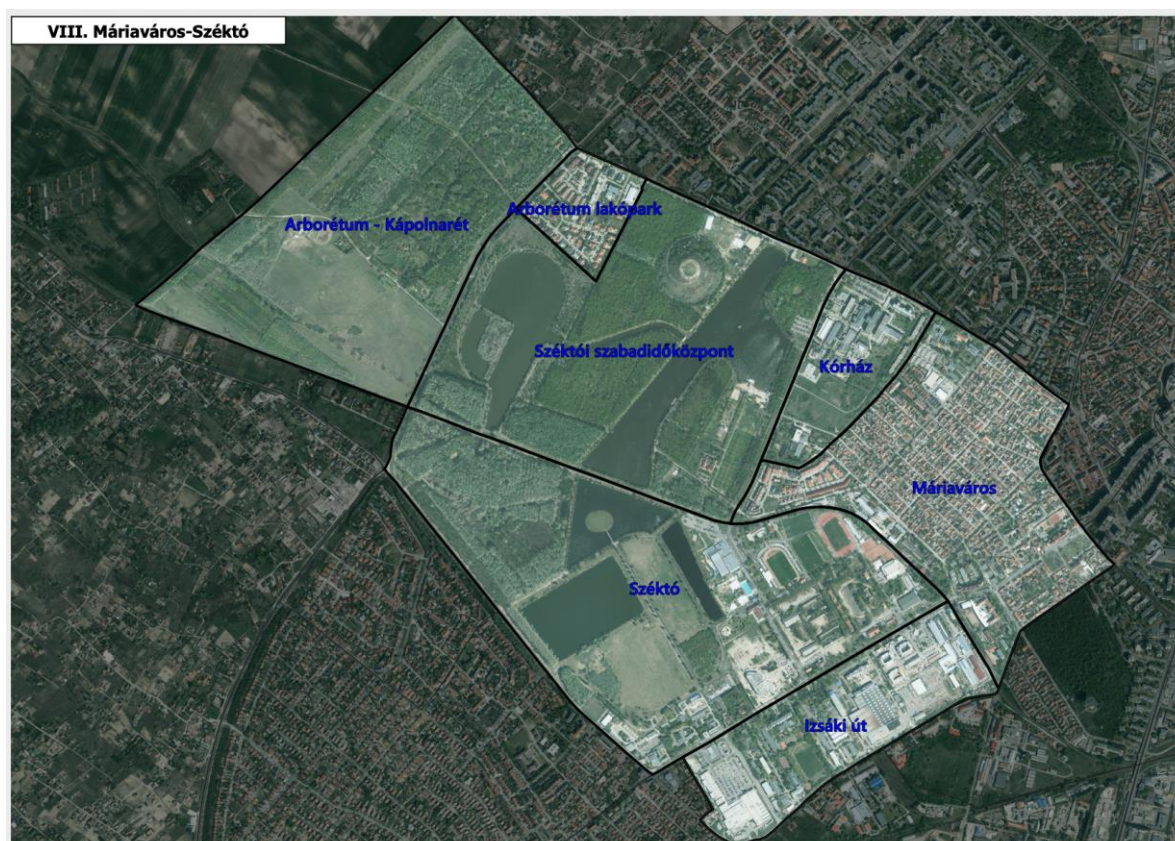 VIII. Máriaváros-Széktó
Arborétum lakópark
Arborétum - Kápolnarét
Széktói szabadidőközpont
Kórház
Máriaváros
Széktó
Izsáki út